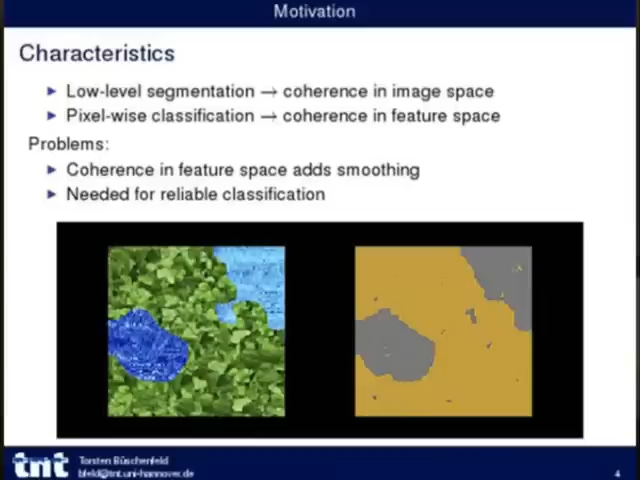 Motivation
Characteristics
Low-level segmentation → coherence in image space
Pixel-wise classification → coherence in feature space
Problems:
Coherence in feature space adds smoothing
Needed for reliable classification
tnt
Torsten Büschenfeld
bfeld@tnt.uni-hannover.de
4